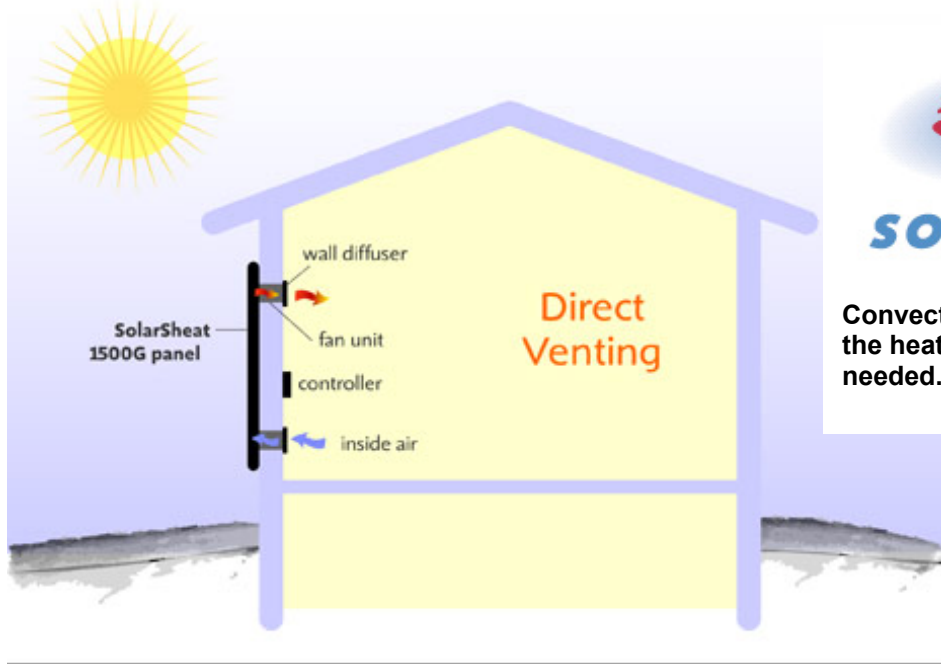 wall diffuser
SolarSheat
1500G panel
fan unit
controller
inside air
Direct
Venting
the heat
needed.